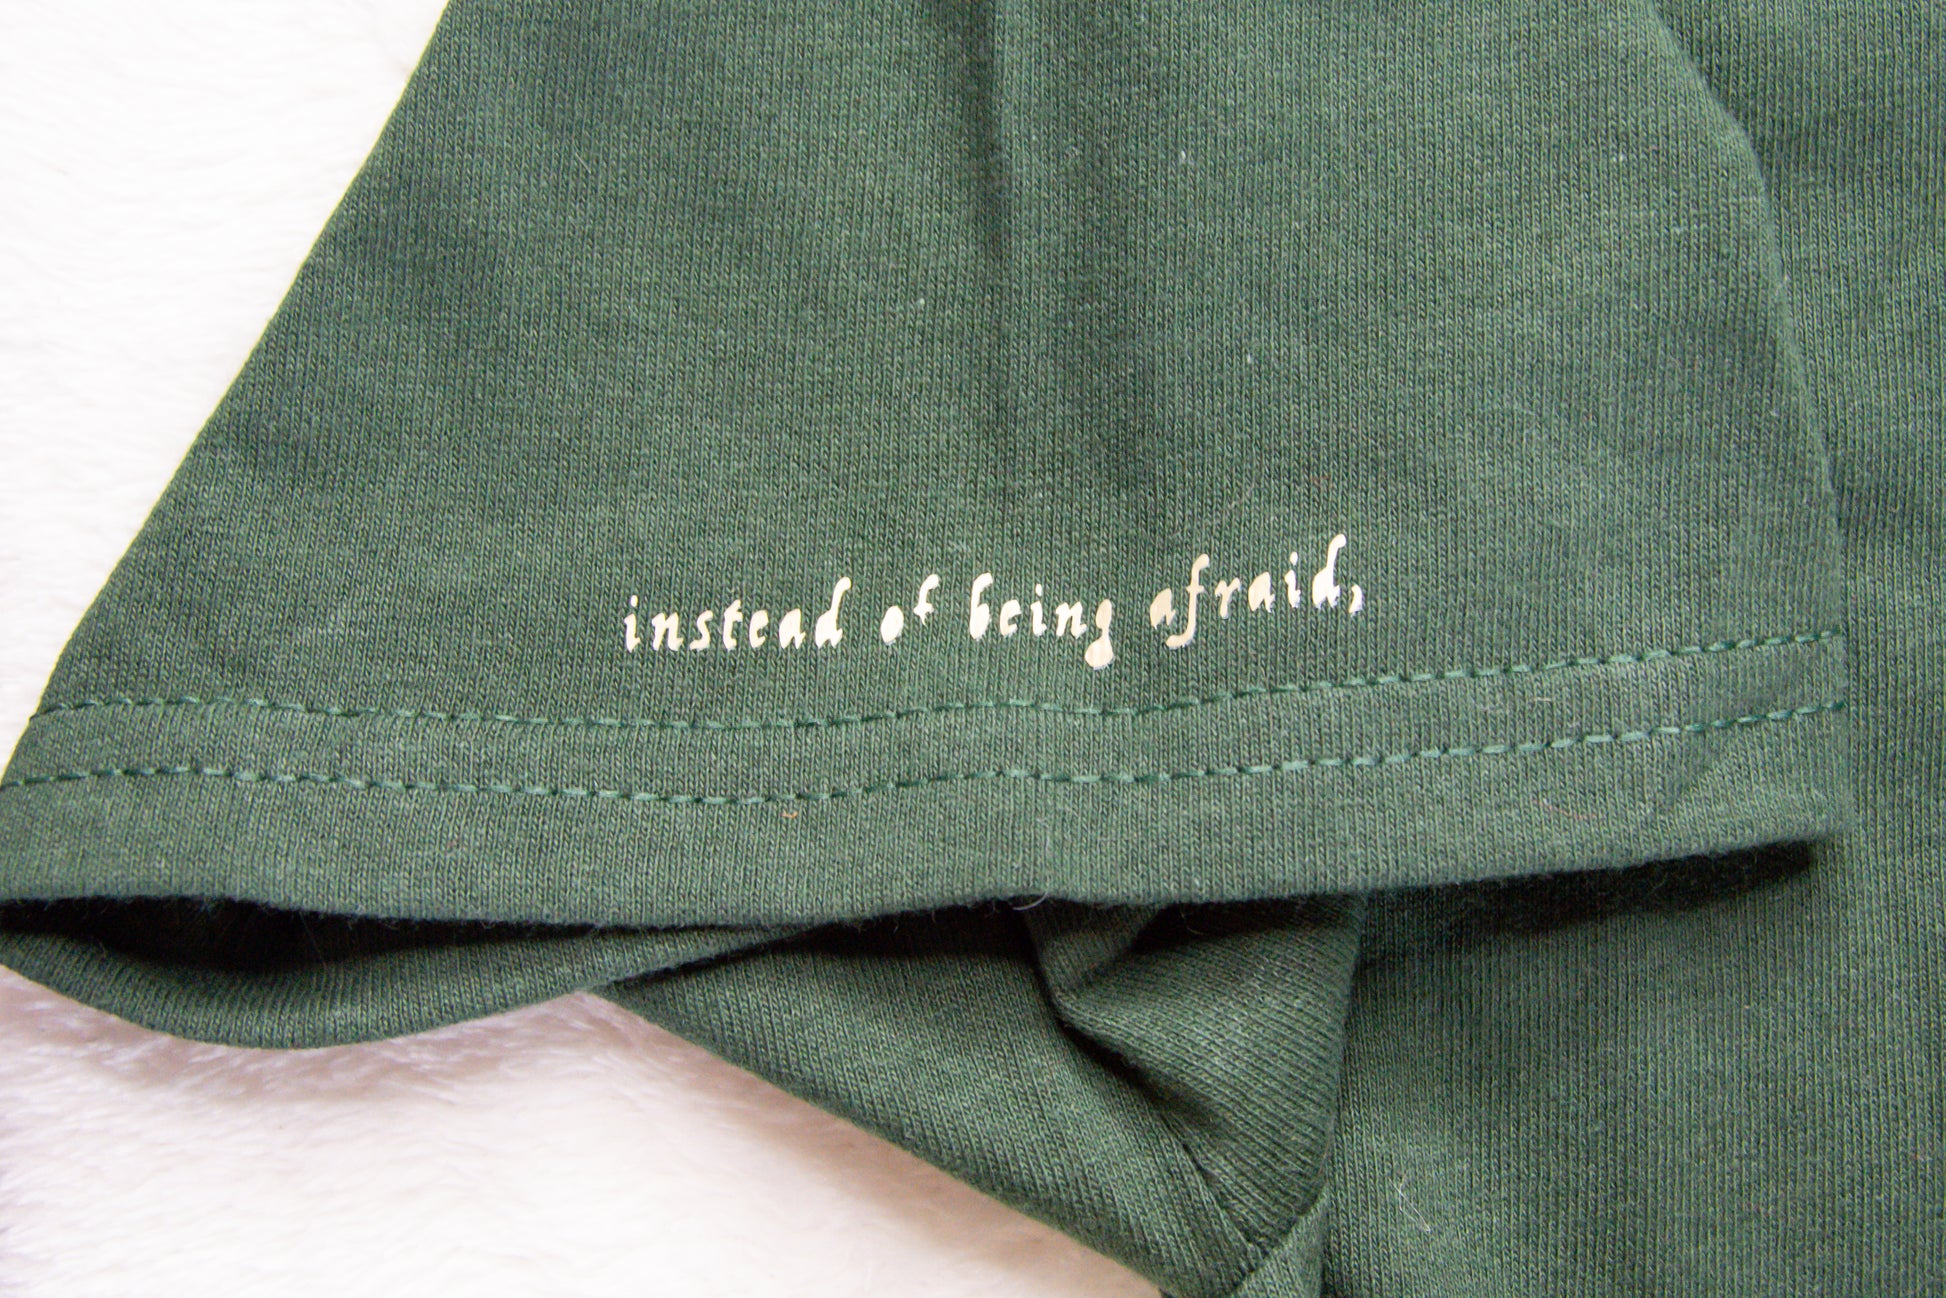 instead of being afraid,